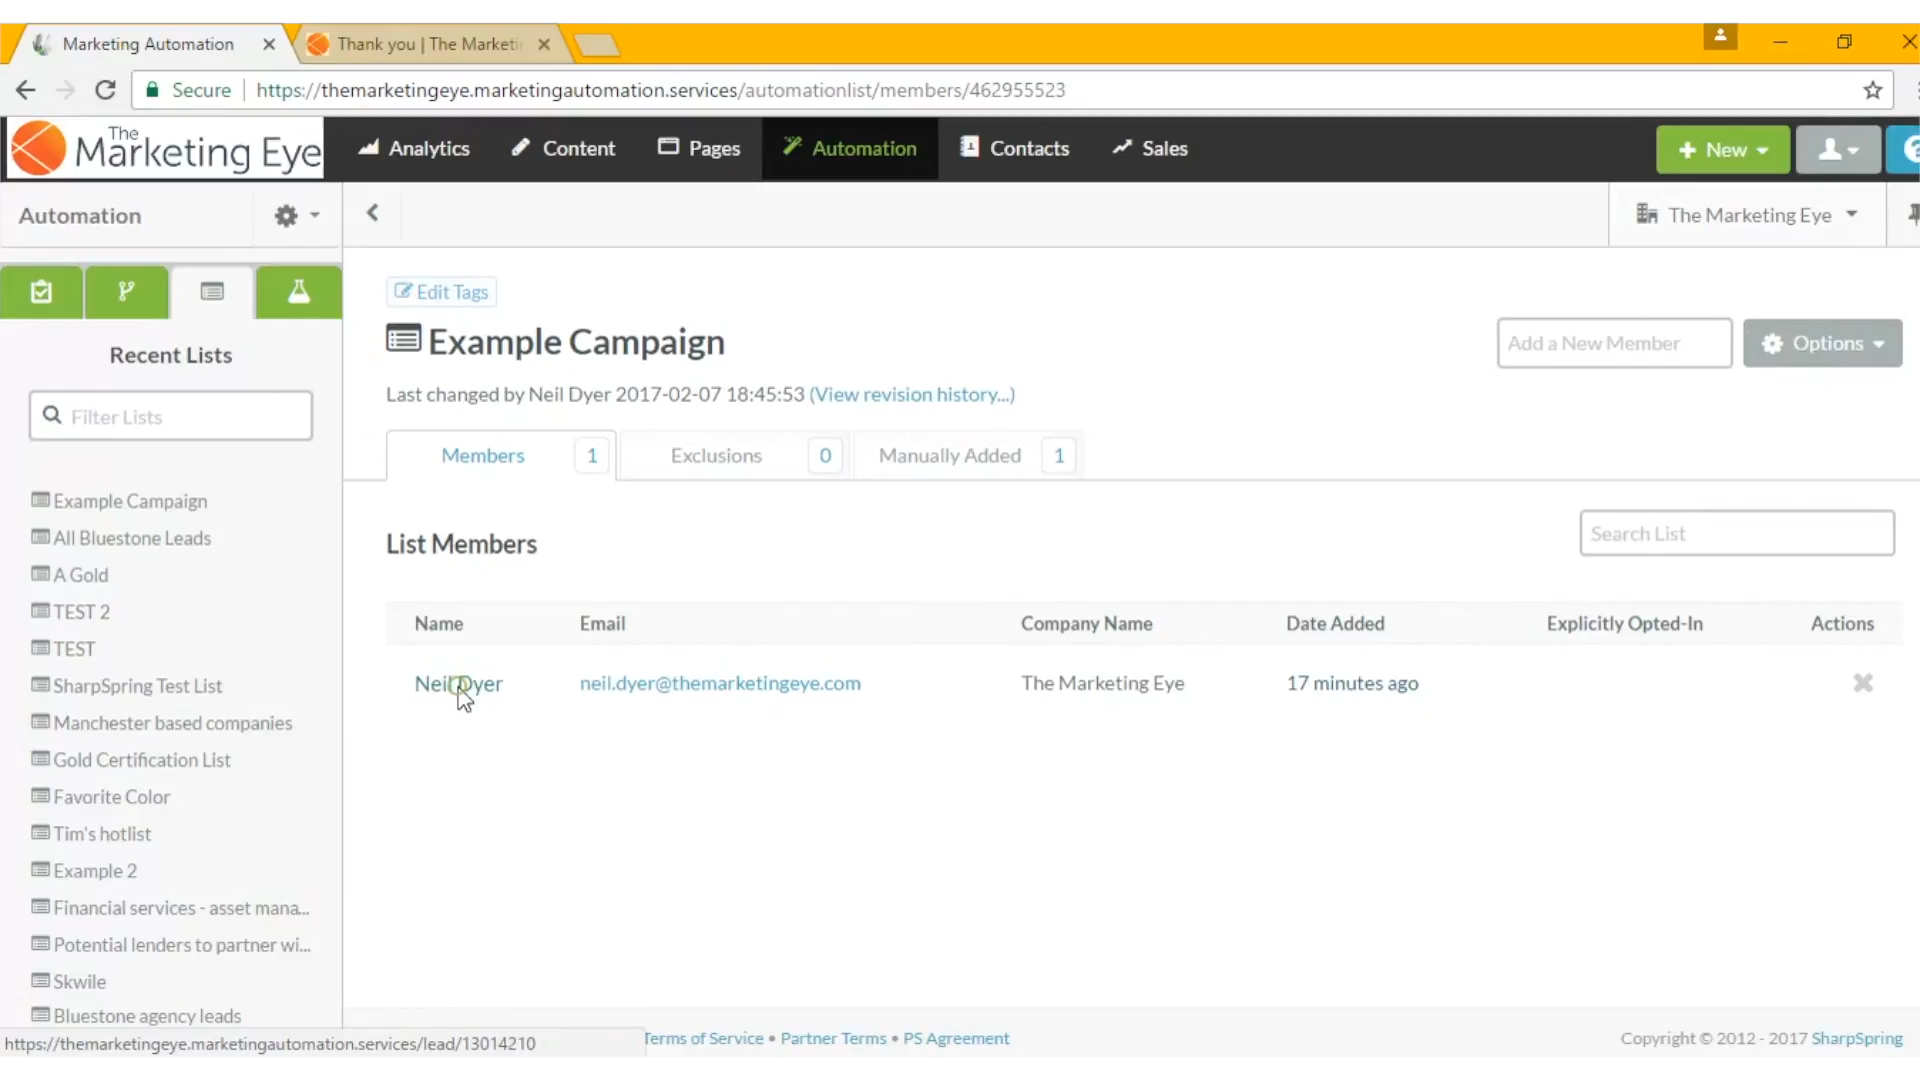 Marketing Automation
Thank you | The Marketi
Secure
https://themarketingeye.marketingautomation.services/automationlist/members/462955523
The
Marketing Eye
Analytics
Content
Pages
Automation
Contacts
Sales
+ New
Automation
The Marketing Eye
Edit Tags
Example Campaign
Add a New Member
Options
Recent Lists
Last changed by Neil Dyer 2017-02-07 18:45:53 (View revision history...)
Filter Lists
Members 1
Exclusions 0
Manually Added 1
Example Campaign
All Bluestone Leads
A Gold
TEST 2
TEST
SharpSpring Test List
Manchester based companies
Gold Certification List
Favorite Color
Tim's hotlist
Example 2
Financial services - asset mana...
Potential lenders to partner wi...
Skwile
Bluestone agency leads
List Members
Search List
Name Email Company Name Date Added Explicitly Opted-In Actions
Neil Dyer neil.dyer@themarketingeye.com The Marketing Eye 17 minutes ago
https://themarketingeye.marketingautomation.services/lead/13014210
Terms of Service • Partner Terms • PS Agreement
Copyright © 2012 - 2017 SharpSpring